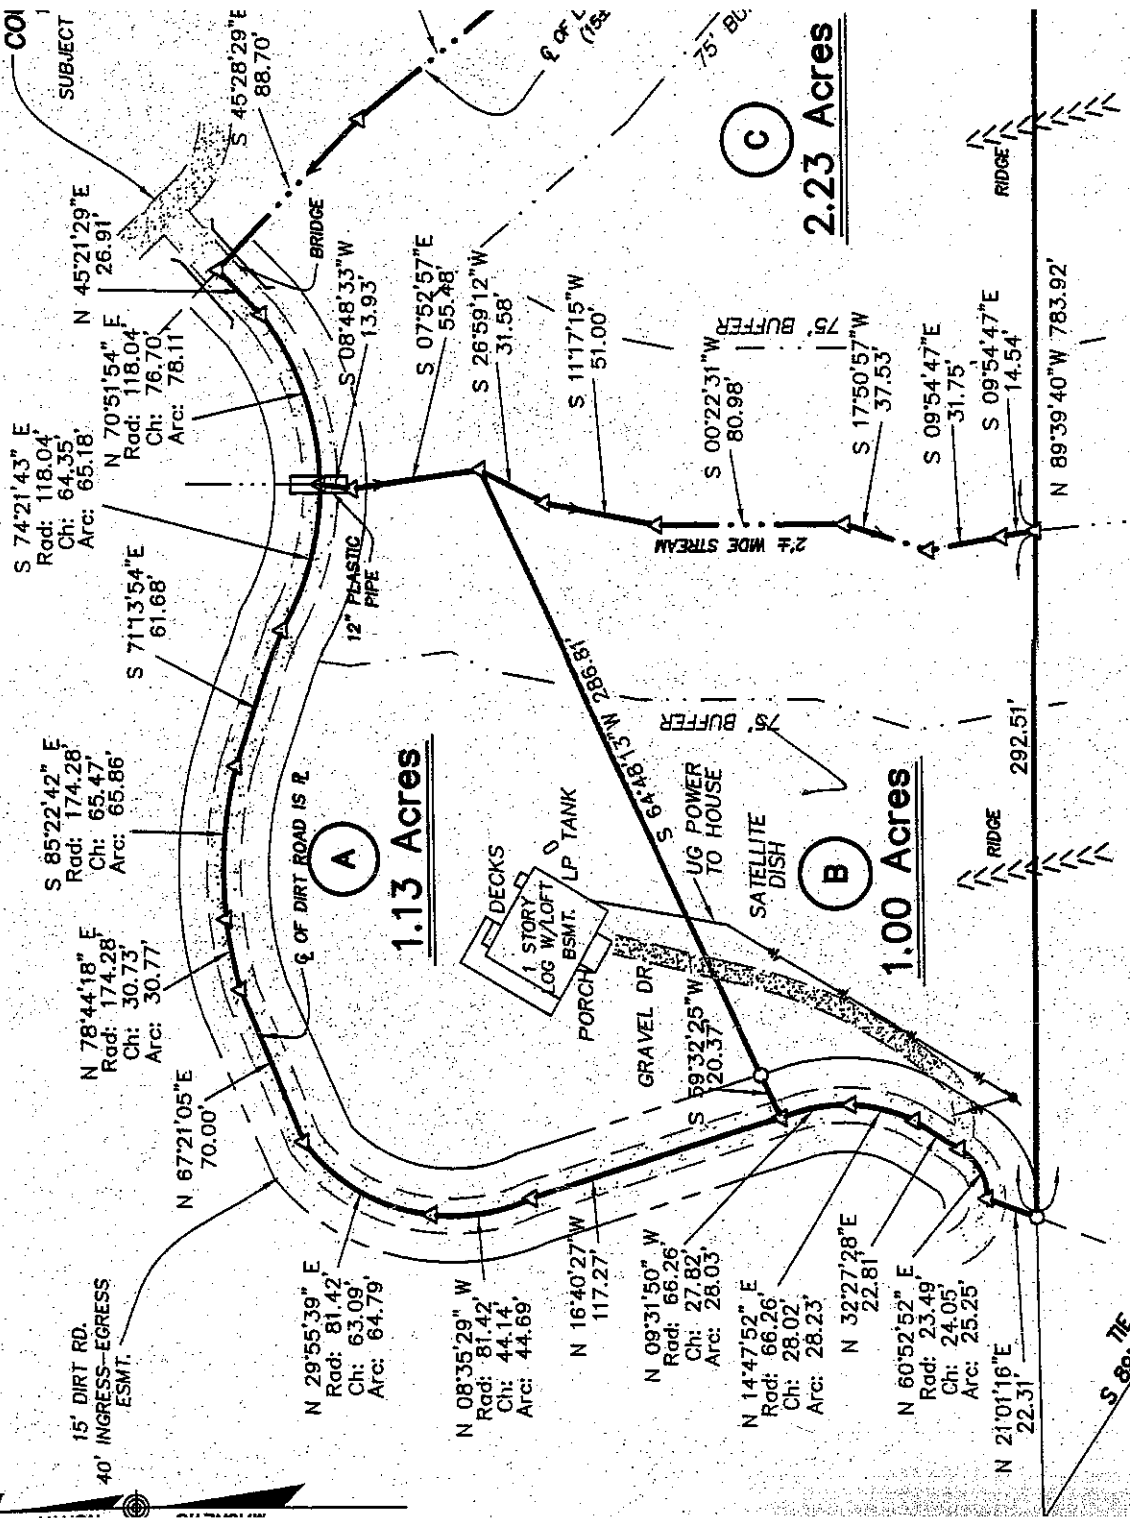 COU
SUBJECT
S 45°28'29"E
88.70'
℄ OF L
(15±
75' BU
N 45°21'29"E
26.91'
BRIDGE
C
2.23 Acres
RIDGE
N 70°51'54" E
Rad: 118.04'
Ch: 76.70'
Arc: 78.11'
S 08°48'33"W
13.93'
S 07°52'57"E
55.48'
S 26°59'12"W
31.58'
S 11°17'15"W
51.00'
75' BUFFER
S 00°22'31"W
80.98'
S 17°50'57"W
37.53'
S 09°54'47"E
31.75'
S 09°54'47"E
14.54'
N 89°39'40"W 783.92'
S 74°21'43" E
Rad: 118.04'
Ch: 64.35'
Arc: 65.18'
12" PLASTIC
PIPE
2'± WIDE STREAM
S 71°13'54"E
61.68'
S 64°48'13"W 286.81'
75' BUFFER
292.51'
S 85°22'42" E
Rad: 174.28'
Ch: 65.47'
Arc: 65.86'
℄ OF DIRT ROAD IS ℞
A
1.13 Acres
DECKS
LP TANK
1 STORY
LOG W/LOFT
BSMT.
PORCH
UG POWER
TO HOUSE
SATELLITE
DISH
B
1.00 Acres
RIDGE
N 78°44'18" E
Rad: 174.28'
Ch: 30.73'
Arc: 30.77'
GRAVEL DR
S 59°32'25"W
20.37'
N 67°21'05"E
70.00'
15' DIRT RD.
40' INGRESS-EGRESS
ESMT.
N 29°55'39" E
Rad: 81.42'
Ch: 63.09'
Arc: 64.79'
N 08°35'29" W
Rad: 81.42'
Ch: 44.14'
Arc: 44.69'
N 16°40'27"W
117.27'
N 09°31'50" W
Rad: 66.26'
Ch: 27.82'
Arc: 28.03'
N 14°47'52" E
Rad: 66.26'
Ch: 28.02'
Arc: 28.23'
N 32°27'28"E
22.81'
N 60°52'52" E
Rad: 23.49'
Ch: 24.05'
Arc: 25.25'
N 21°01'16"E
22.31'
TIE